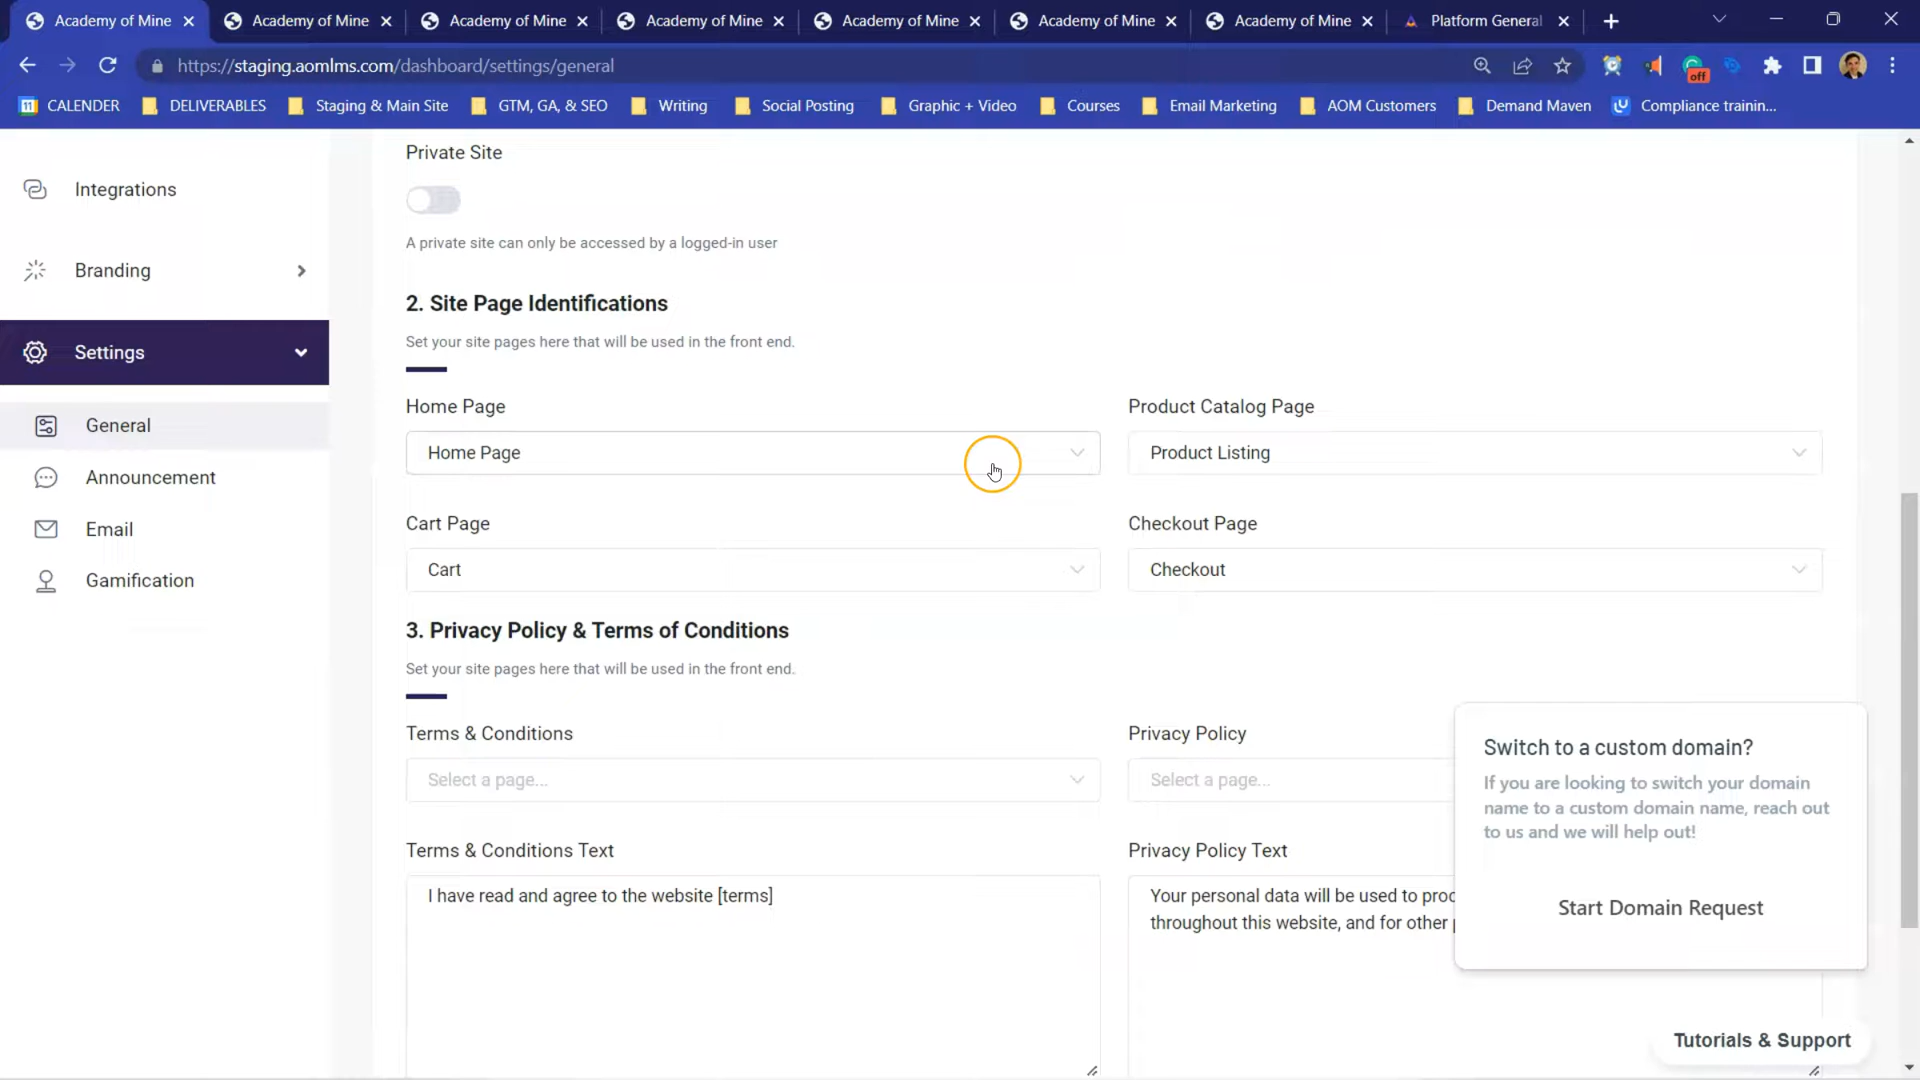 Academy of Mine Academy of Mine Academy of Mine Academy of Mine Academy of Mine Academy of Mine Academy of Mine Platform General
https://staging.aomlms.com/dashboard/settings/general
off
11 CALENDER DELIVERABLES Staging & Main Site GTM, GA, & SEO Writing Social Posting Graphic + Video Courses Email Marketing AOM Customers Demand Maven Compliance trainin...
Private Site
Integrations
A private site can only be accessed by a logged-in user
Branding
2. Site Page Identifications
Set your site pages here that will be used in the front end.
Settings
Home Page Product Catalog Page
General
Home Page Product Listing
Announcement
Cart Page Checkout Page
Email
Cart Checkout
Gamification
3. Privacy Policy & Terms of Conditions
Set your site pages here that will be used in the front end.
Terms & Conditions Privacy Policy
Select a page... Select a page...
Switch to a custom domain?
If you are looking to switch your domain
name to a custom domain name, reach out
to us and we will help out!
Start Domain Request
Terms & Conditions Text Privacy Policy Text
I have read and agree to the website [terms]
Your personal data will be used to proc
throughout this website, and for other
Tutorials & Support